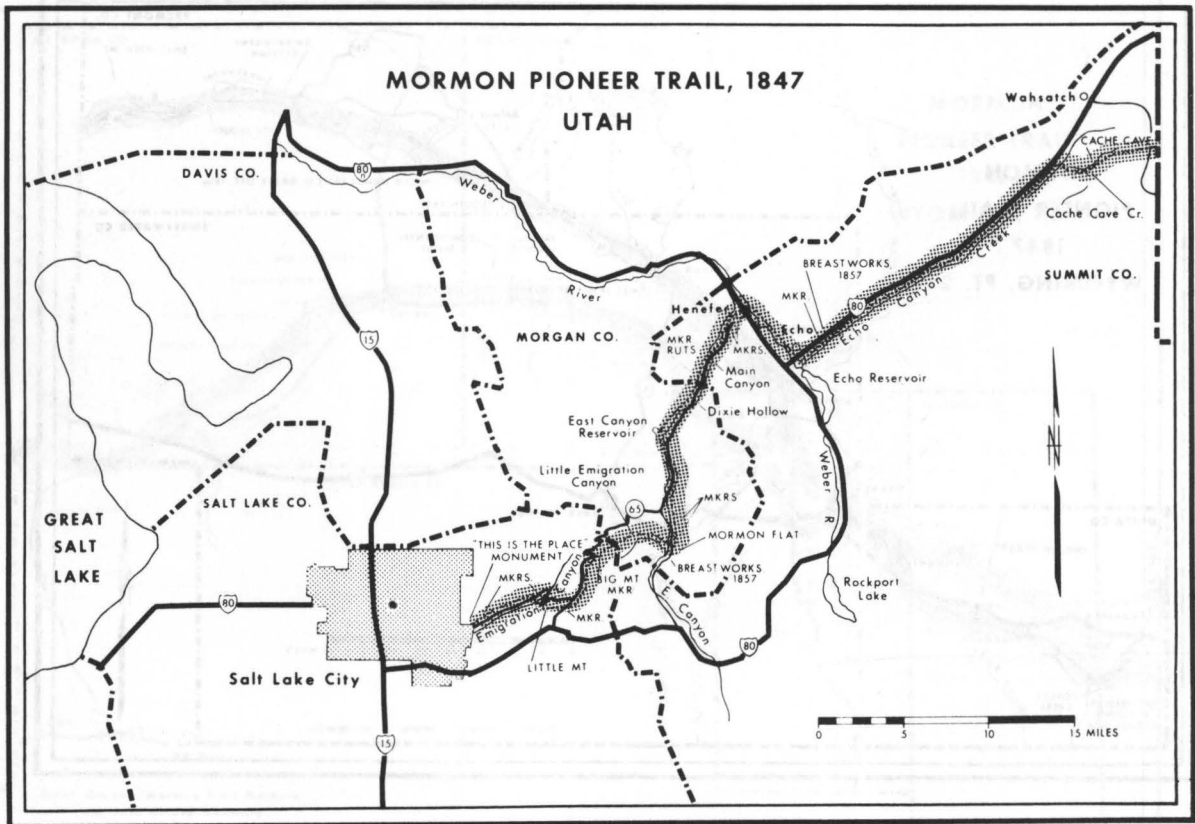 MORMON PIONEER TRAIL, 1847
UTAH
Wahsatch
CACHE CAVE
DAVIS CO.
80
N
Weber
River
Cache Cave Cr.
BREASTWORKS
1857
SUMMIT CO.
MKR.
80
Echo Canyon Creek
Henefer
Echo
15
MORGAN CO.
MKR
RUTS
MKRS.
Main
Canyon
Echo Reservoir
Dixie Hollow
East Canyon
Reservoir
Weber R.
Little Emigration
Canyon
N
SALT LAKE CO.
65
MKRS
GREAT
SALT
LAKE
"THIS IS THE PLACE"
MONUMENT
MORMON FLAT
MKRS.
Emigration Canyon
BIG MT
MKR
BREASTWORKS
1857
Rockport
Lake
80
MKR.
E. Canyon
80
LITTLE MT
Salt Lake City
15
0 5 10 15 MILES